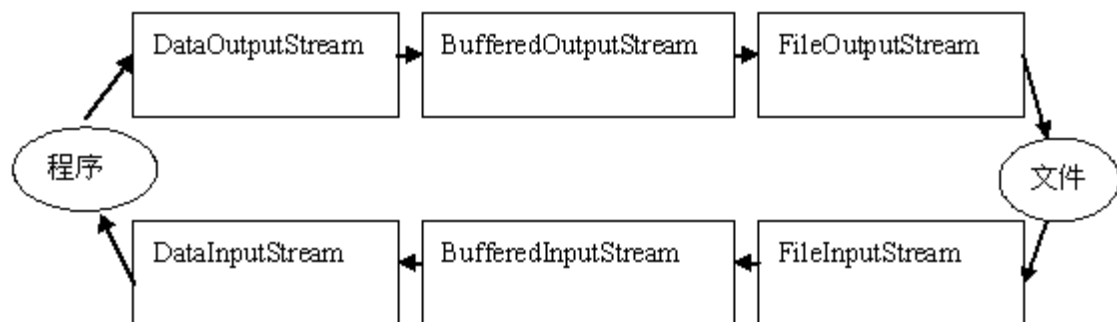 DataOutputStream
BufferedOutputStream
FileOutputStream
程序
文件
DataInputStream
BufferedInputStream
FileInputStream